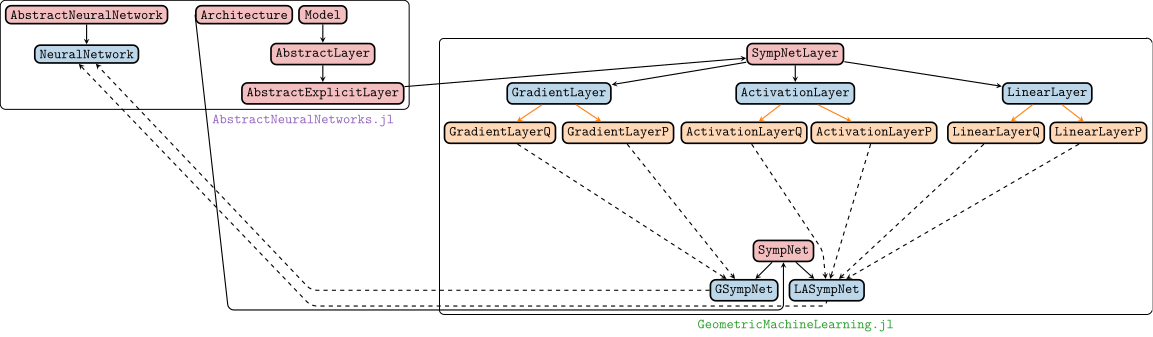 AbstractNeuralNetwork
Architecture
Model
NeuralNetwork
AbstractLayer
AbstractExplicitLayer
AbstractNeuralNetworks.jl
SympNetLayer
GradientLayer
ActivationLayer
LinearLayer
GradientLayerQ
GradientLayerP
ActivationLayerQ
ActivationLayerP
LinearLayerQ
LinearLayerP
SympNet
GSympNet
LASympNet
GeometricMachineLearning.jl